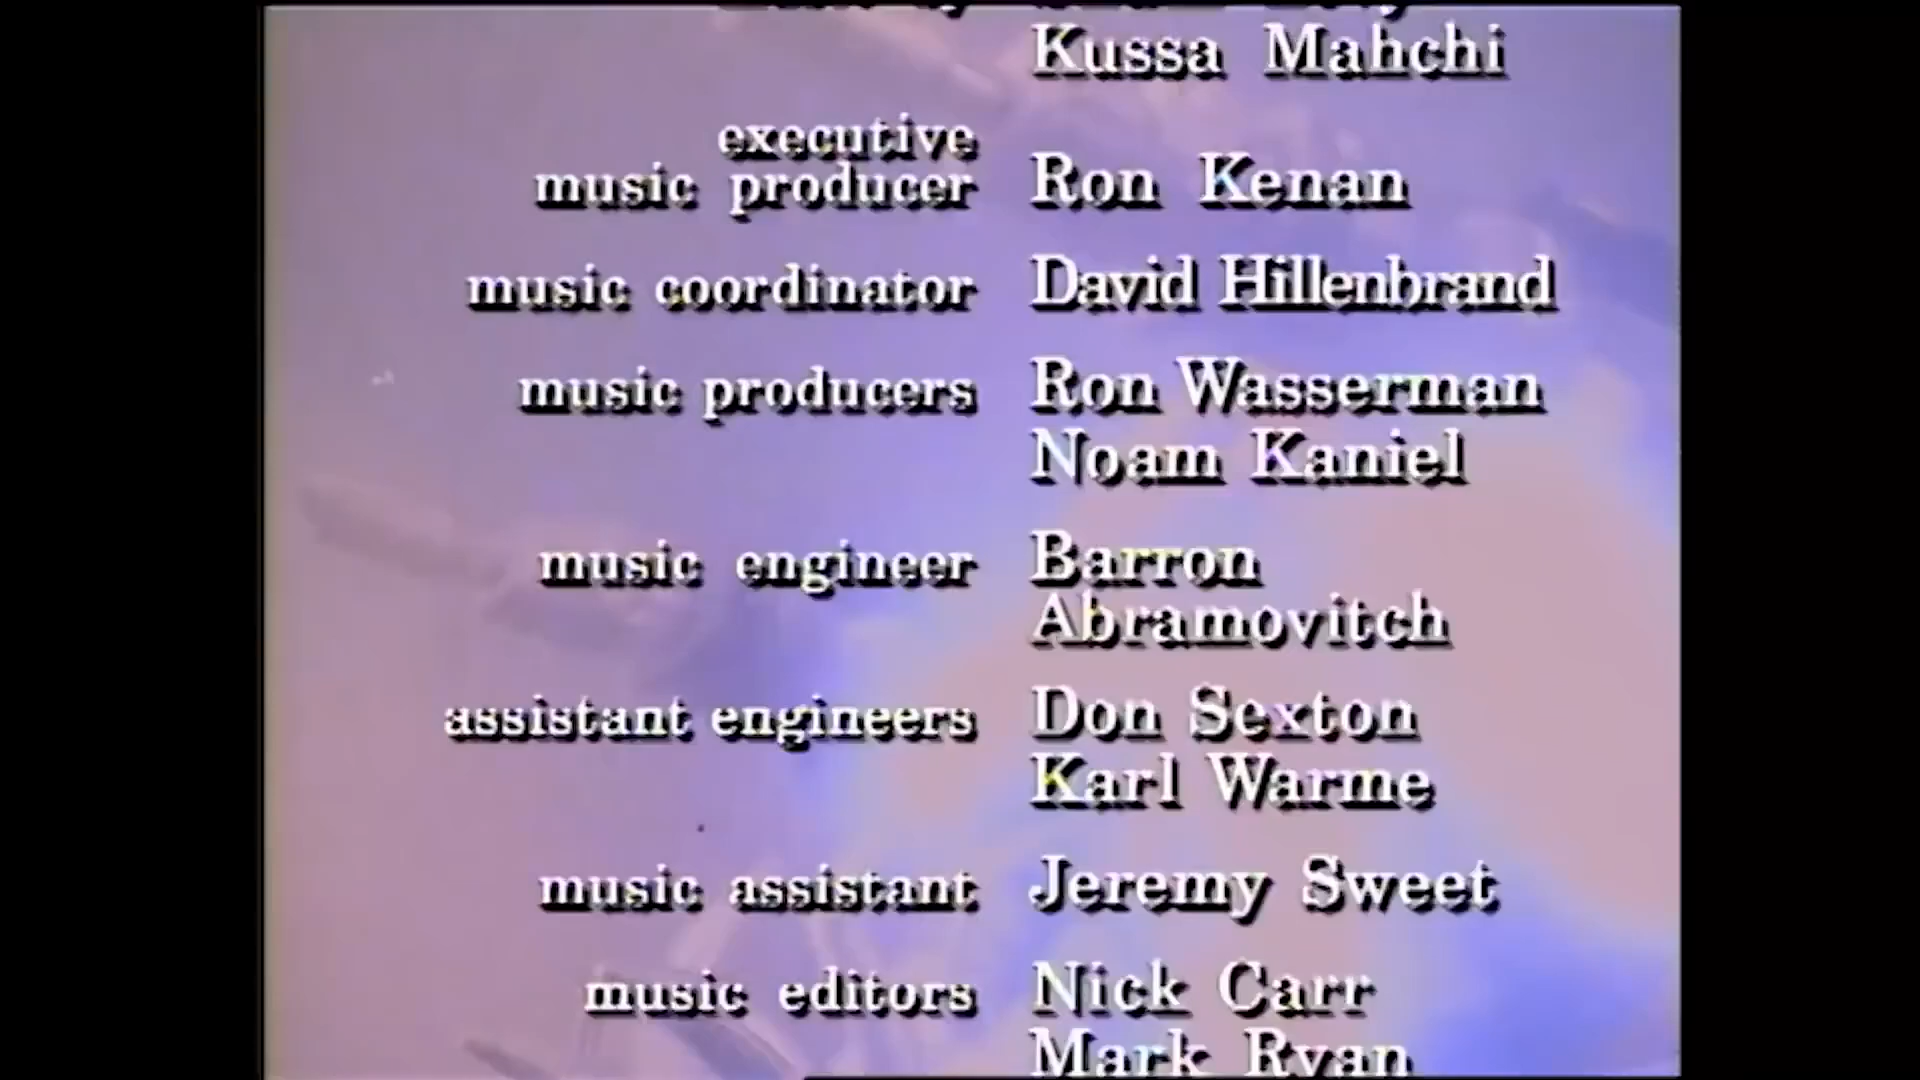 Kussa Mahchi
executive
music producer Ron Kenan
music coordinator David Hillenbrand
music producers Ron Wasserman
Noam Kaniel
music engineer Barron
Abramovitch
assistant engineers Don Sexton
Karl Warme
music assistant Jeremy Sweet
music editors Nick Carr
Mark Ryan